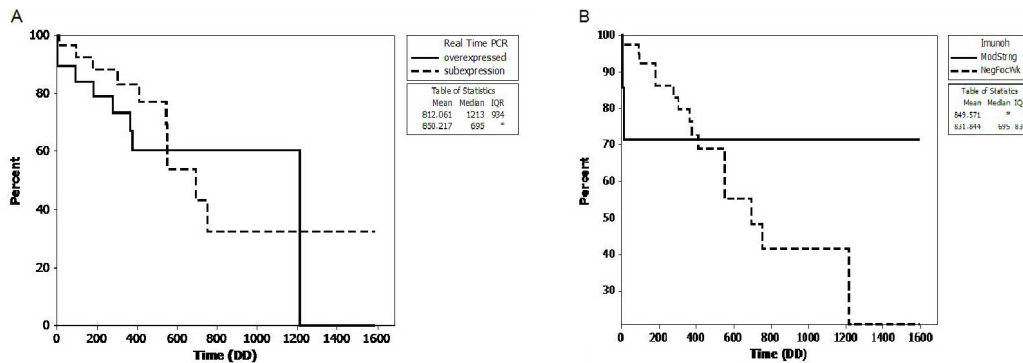 A
Real Time PCR
overexpressed
subexpression
Table of Statistics
Mean Median IQR
812.061 1213 934
850.217 695 *
Percent
100
80
60
40
20
0
0 200 400 600 800 1000 1200 1400 1600
Time (DD)
B
Imunoh
ModStrng
NegFocWk
Table of Statistics
Mean Median IQ
849.571 *
831.844 695 83
Percent
100
90
80
70
60
50
40
30
0 200 400 600 800 1000 1200 1400 1600
Time (DD)